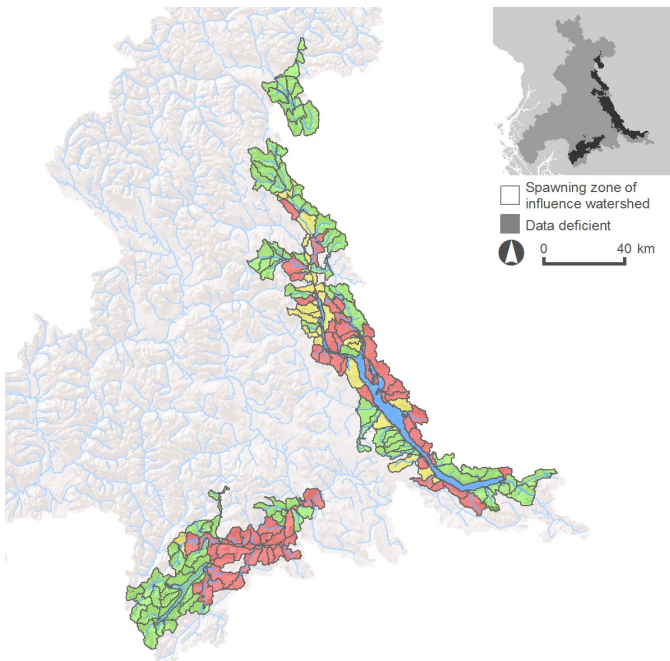 Spawning zone of
influence watershed
Data deficient
0 40 km